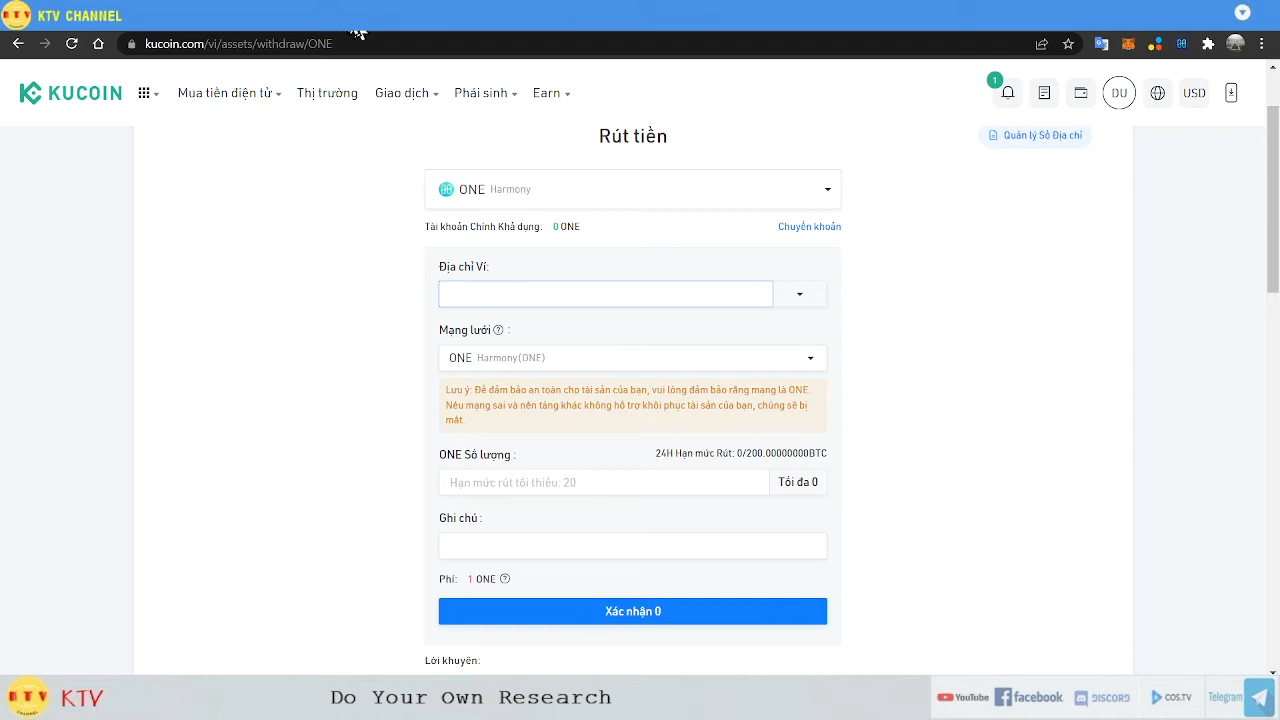 KTV KTV CHANNEL
kucoin.com/vi/assets/withdraw/ONE
KUCOIN Mua tiền điện tử Thị trường Giao dịch Phái sinh Earn 1 DU USD
Rút tiền
Quản lý Sổ Địa chỉ
ONE Harmony
Tài khoản Chính Khả dụng: 0 ONE Chuyển khoản
Địa chỉ Ví:
Mạng lưới ? :
ONE Harmony(ONE)
Lưu ý: Để đảm bảo an toàn cho tài sản của bạn, vui lòng đảm bảo rằng mạng là ONE.
Nếu mạng sai và nền tảng khác không hỗ trợ khôi phục tài sản của bạn, chúng sẽ bị
mất.
ONE Số lượng : 24H Hạn mức Rút: 0/200.00000000BTC
Hạn mức rút tối thiểu: 20 Tối đa 0
Ghi chú :
Phí: 1 ONE ?
Xác nhận 0
Lời khuyên:
KTV CHANNEL KTV Do Your Own Research YouTube facebook DISCORD COS.TV Telegram